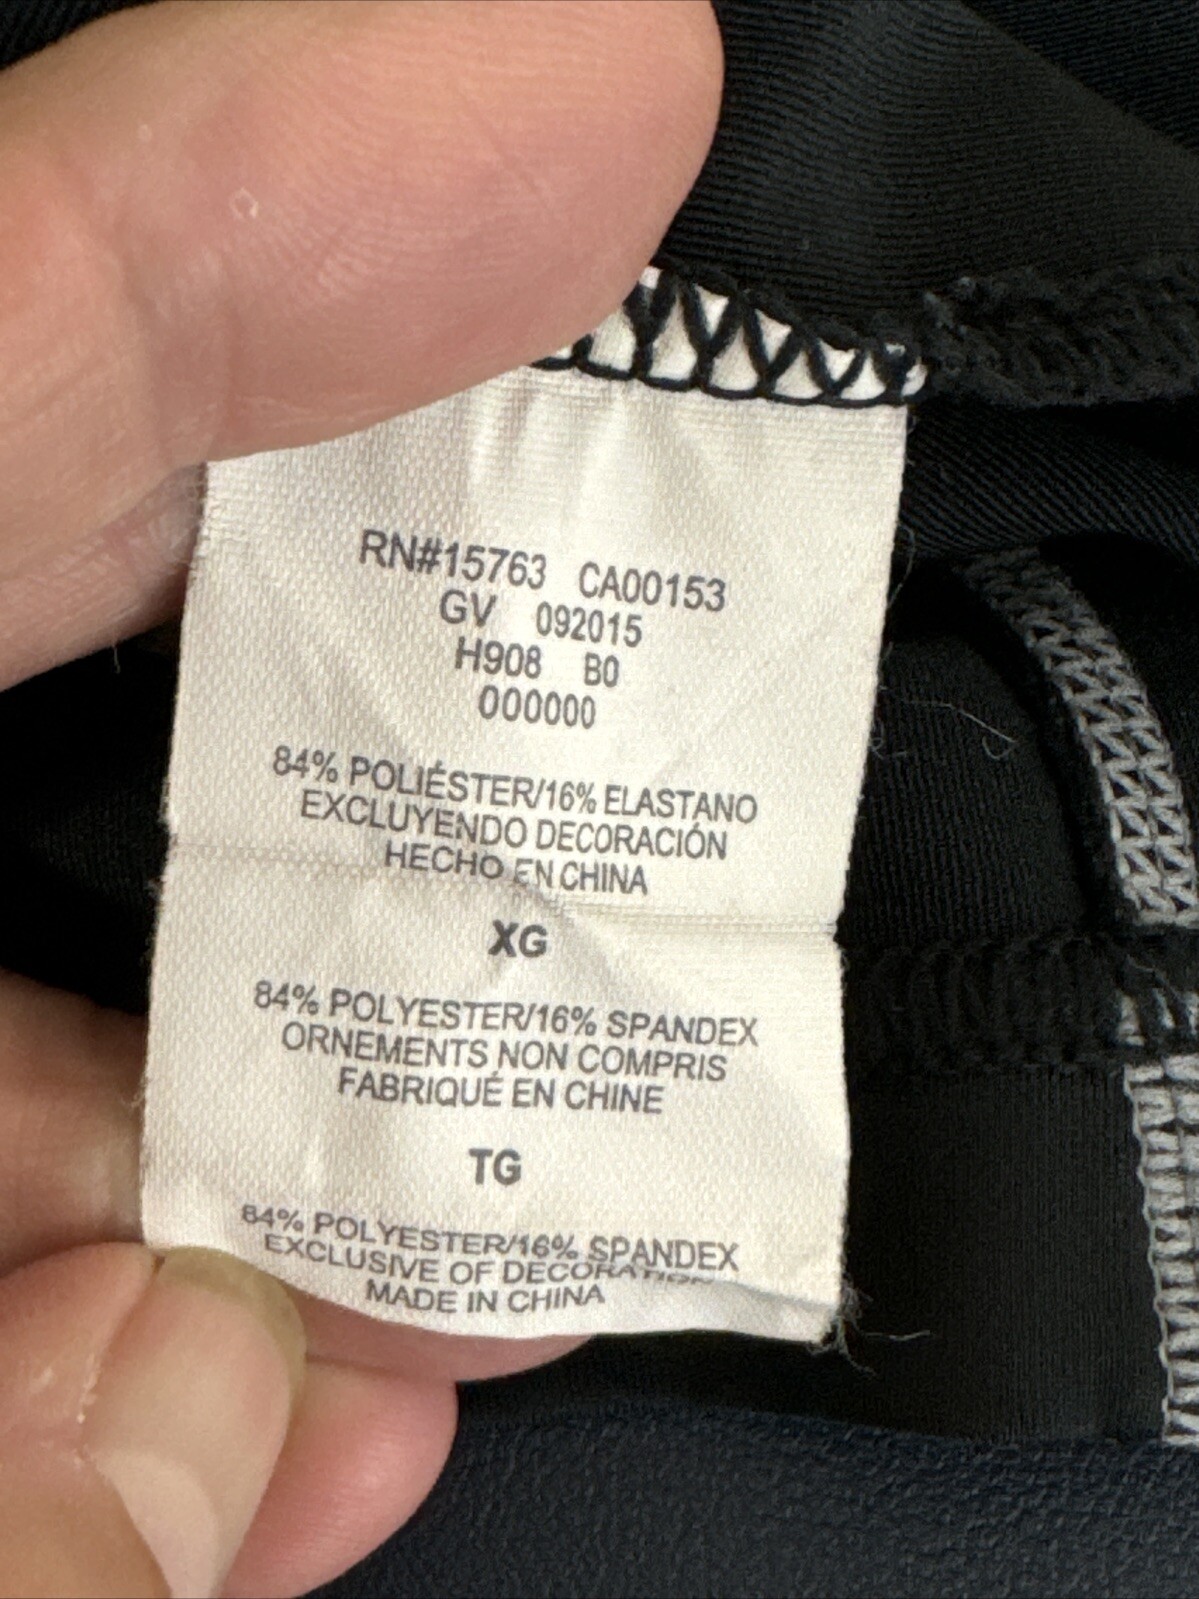 RN#15763 CA00153
GV 092015
H908 B0
000000
84% POLIÉSTER/16% ELASTANO
EXCLUYENDO DECORACIÓN
HECHO EN CHINA
XG
84% POLYESTER/16% SPANDEX
ORNEMENTS NON COMPRIS
FABRIQUÉ EN CHINE
TG
84% POLYESTER/16% SPANDEX
EXCLUSIVE OF DECORATION
MADE IN CHINA